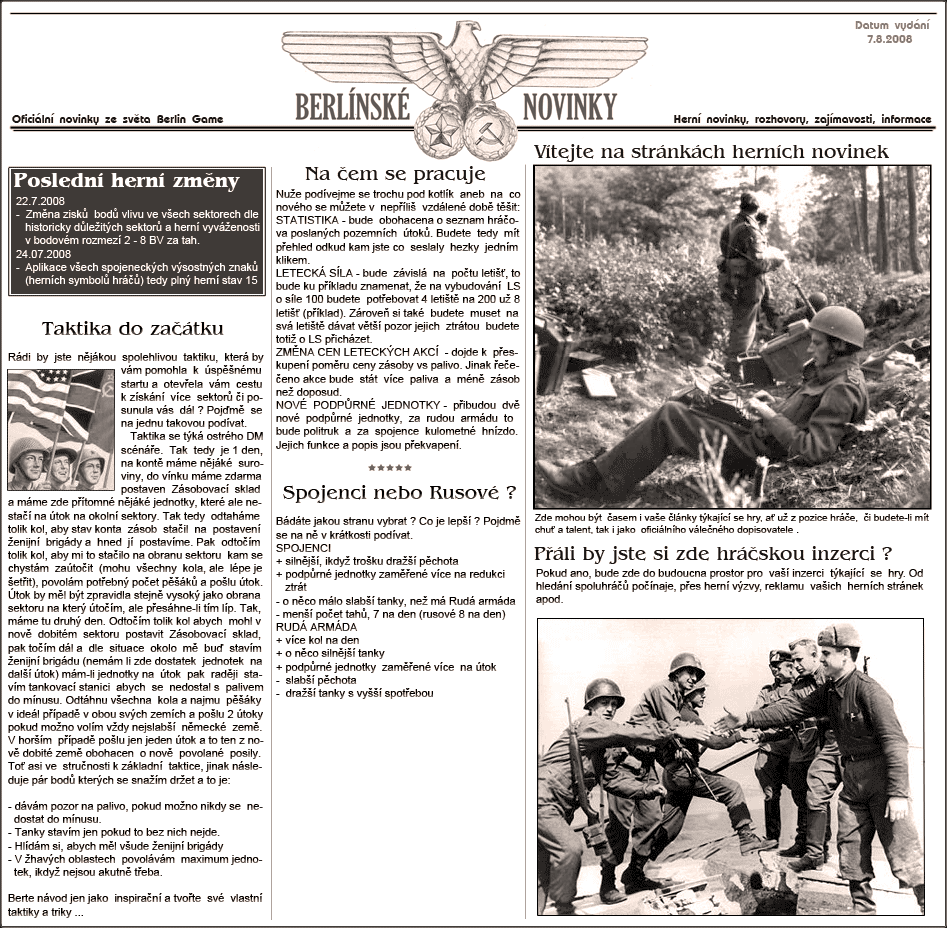 Datum vydání
7.8.2008
BERLÍNSKÉ NOVINKY
Oficiální novinky ze světa Berlin Game
Herní novinky, rozhovory, zajímavosti, informace
Poslední herní změny
22.7.2008
- Změna zisků bodů vlivu ve všech sektorech dle
historicky důležitých sektorů a herní vyváženosti
v bodovém rozmezí 2 - 8 BV za tah.
24.07.2008
- Aplikace všech spojeneckých výsostných znaků
(herních symbolů hráčů) tedy plný herní stav 15
Taktika do začátku
Rádi by jste nějákou spolehlivou taktiku, která by
vám pomohla k úspěšnému
startu a otevřela vám cestu
k získání více sektorů či po-
sunula vás dál ? Pojďmě se
na jednu takovou podívat.
Taktika se týká ostrého DM
scénáře. Tak tedy je 1 den,
na kontě máme nějáké suro-
viny, do vínku máme zdarma
postaven Zásobovací sklad
a máme zde přítomné nějáké jednotky, které ale ne-
stačí na útok na okolní sektory. Tak tedy odtaháme
tolik kol, aby stav konta zásob stačil na postavení
ženijní brigády a hned jí postavíme. Pak odtočím
tolik kol, aby mi to stačilo na obranu sektoru kam se
chystám zaútočit (mohu všechny kola, ale lépe je
šetřit), povolám potřebný počet pěšáků a pošlu útok.
Útok by měl být zpravidla stejně vysoký jako obrana
sektoru na který útočím, ale přesáhne-li tím líp. Tak,
máme tu druhý den. Odtočím tolik kol abych mohl v
nově dobitém sektoru postavit Zásobovací sklad,
pak točím dál a dle situace okolo mě buď stavím
ženijní brigádu (nemám li zde dostatek jednotek na
další útok) mám-li jednotky na útok pak raději sta-
vím tankovací stanici abych se nedostal s palivem
do mínusu. Odtáhnu všechna kola a najmu pěšáky
v ideál případě v obou svých zemích a pošlu 2 útoky
pokud možno volím vždy nejslabší německé země.
V horším případě pošlu jen jeden útok a to ten z no-
vě dobité země obohacen o nově povolané posily.
Toť asi ve stručnosti k základní taktice, jinak násle-
duje pár bodů kterých se snažím držet a to je:
- dávám pozor na palivo, pokud možno nikdy se ne-
dostat do mínusu.
- Tanky stavím jen pokud to bez nich nejde.
- Hlídám si, abych měl všude ženijní brigády
- V žhavých oblastech povolávám maximum jedno-
tek, ikdyž nejsou akutně třeba.
Berte návod jen jako inspirační a tvořte své vlastní
taktiky a triky ...
Na čem se pracuje
Nuže podívejme se trochu pod kotlík aneb na co
nového se můžete v nepříliš vzdálené době těšit:
STATISTIKA - bude obohacena o seznam hráčo-
va poslaných pozemních útoků. Budete tedy mít
přehled odkud kam jste co seslaly hezky jedním
klikem.
LETECKÁ SÍLA - bude závislá na počtu letišť, to
bude ku příkladu znamenat, že na vybudování LS
o síle 100 budete potřebovat 4 letiště na 200 už 8
letišť (příklad). Zároveň si také budete muset na
svá letiště dávat větší pozor jejich ztrátou budete
totiž o LS přicházet.
ZMĚNA CEN LETECKÝCH AKCÍ - dojde k přes-
kupení poměru ceny zásoby vs palivo. Jinak řeče-
čeno akce bude stát více paliva a méně zásob
než doposud.
NOVÉ PODPŮRNÉ JEDNOTKY - přibudou dvě
nové podpůrné jednotky, za rudou armádu to
bude politruk a za spojence kulometné hnízdo.
Jejich funkce a popis jsou překvapení.
*****
Spojenci nebo Rusové ?
Bádáte jakou stranu vybrat ? Co je lepší ? Pojďmě
se na ně v krátkosti podívat.
SPOJENCI
+ silnější, ikdyž trošku dražší pěchota
+ podpůrné jednotky zaměřené více na redukci
ztrát
- o něco málo slabší tanky, než má Rudá armáda
- menší počet tahů, 7 na den (rusové 8 na den)
RUDÁ ARMÁDA
+ více kol na den
+ o něco silnější tanky
+ podpůrné jednotky zaměřené více na útok
- slabší pěchota
- dražší tanky s vyšší spotřebou
Vítejte na stránkách herních novinek
Zde mohou být časem i vaše články týkající se hry, ať už z pozice hráče, či budete-li mít
chuť a talent, tak i jako oficiálního válečného dopisovatele .
Přáli by jste si zde hráčskou inzerci ?
Pokud ano, bude zde do budoucna prostor pro vaší inzerci týkající se hry. Od
hledání spoluhráčů počínaje, přes herní výzvy, reklamu vašich herních stránek
apod.